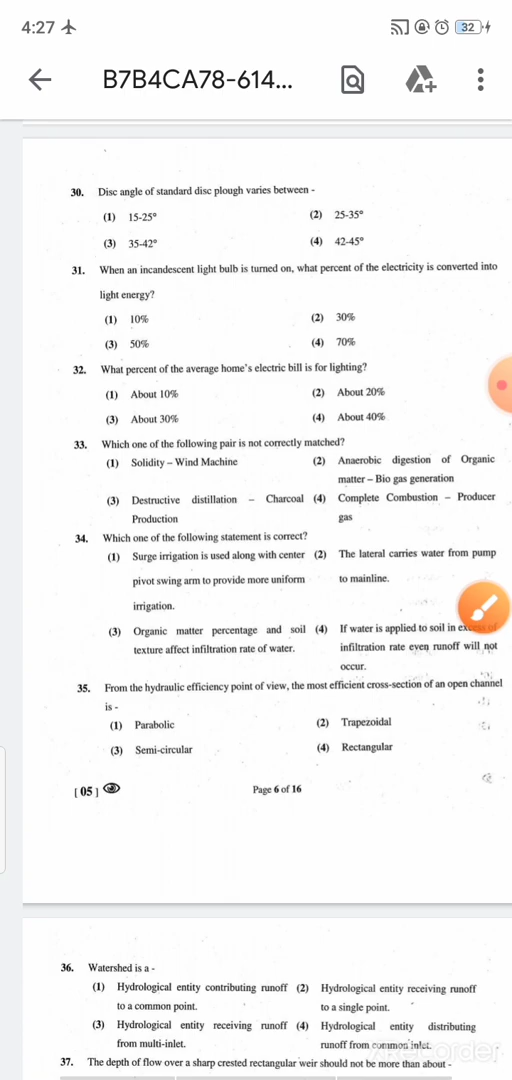 4:27
32
B7B4CA78-614...
30. Disc angle of standard disc plough varies between -
(1) 15-25° (2) 25-35°
(3) 35-42° (4) 42-45°
31. When an incandescent light bulb is turned on, what percent of the electricity is converted into
light energy?
(1) 10% (2) 30%
(3) 50% (4) 70%
32. What percent of the average home's electric bill is for lighting?
(1) About 10% (2) About 20%
(3) About 30% (4) About 40%
33. Which one of the following pair is not correctly matched?
(1) Solidity – Wind Machine (2) Anaerobic digestion of Organic
matter – Bio gas generation
(3) Destructive distillation – Charcoal (4) Complete Combustion – Producer
Production gas
34. Which one of the following statement is correct?
(1) Surge irrigation is used along with center (2) The lateral carries water from pump
pivot swing arm to provide more uniform to mainline.
irrigation.
(3) Organic matter percentage and soil (4) If water is applied to soil in excess of
texture affect infiltration rate of water. infiltration rate even runoff will not
occur.
35. From the hydraulic efficiency point of view, the most efficient cross-section of an open channel
is -
(1) Parabolic (2) Trapezoidal
(3) Semi-circular (4) Rectangular
[ 05 ] Page 6 of 16
36. Watershed is a -
(1) Hydrological entity contributing runoff (2) Hydrological entity receiving runoff
to a common point. to a single point.
(3) Hydrological entity receiving runoff (4) Hydrological entity distributing
from multi-inlet. runoff from common inlet.
37. The depth of flow over a sharp crested rectangular weir should not be more than about -